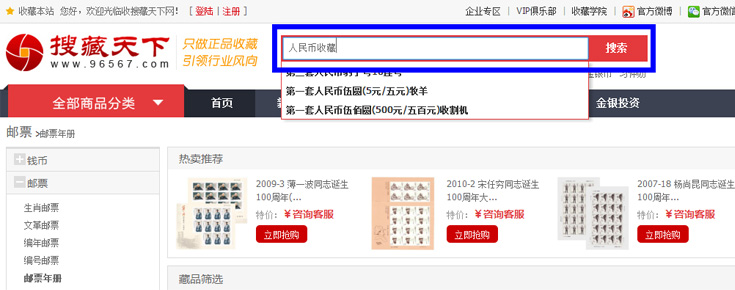 收藏本站 您好，欢迎光临收搜藏天下网! [ 登陆 | 注册 ]
企业专区 | VIP俱乐部 | 收藏学院 | 官方微博 | 官方微信
搜藏天下
www.96567.com
只做正品收藏
引领行业风向
人民币收藏
搜索
第一套人民币伍圆(5元/五元)牧羊
第一套人民币伍佰圆(500元/五百元)收割机
全部商品分类
首页
金银投资
邮票 >邮票年册
钱币
邮票
生肖邮票
文革邮票
编年邮票
编号邮票
邮票年册
热卖推荐
2009-3 薄一波同志诞生
100周年(...
特价: ¥咨询客服
立即抢购
2010-2 宋任穷同志诞生
100周年大...
特价: ¥咨询客服
立即抢购
2007-18 杨尚昆同志诞生
100周年(...
特价: ¥咨询客服
立即抢购
藏品筛选